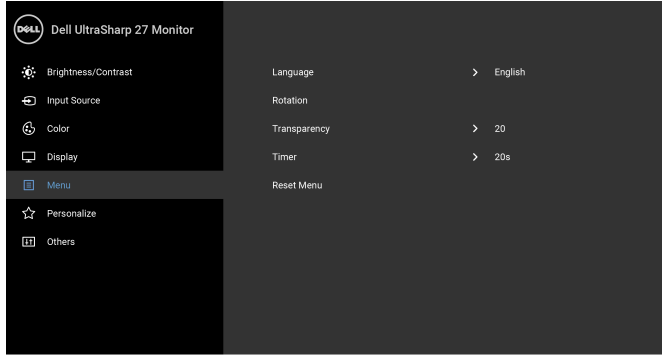 DELL Dell UltraSharp 27 Monitor
Brightness/Contrast
Input Source
Color
Display
Menu
Personalize
Others
Language English
Rotation
Transparency 20
Timer 20s
Reset Menu